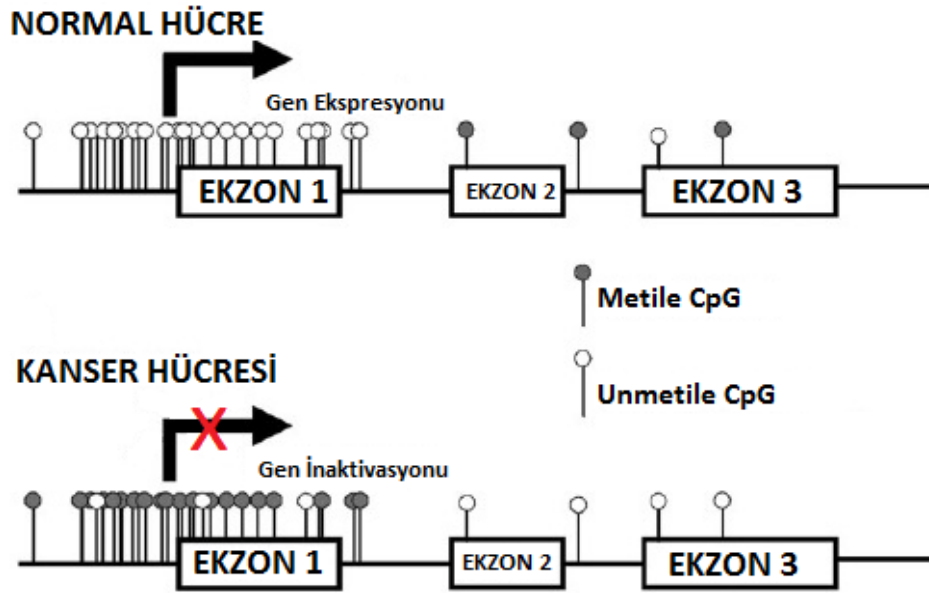 NORMAL HÜCRE
Gen Ekspresyonu
EKZON 1
EKZON 2
EKZON 3
Metile CpG
Unmetile CpG
KANSER HÜCRESİ
X
Gen İnaktivasyonu
EKZON 1
EKZON 2
EKZON 3